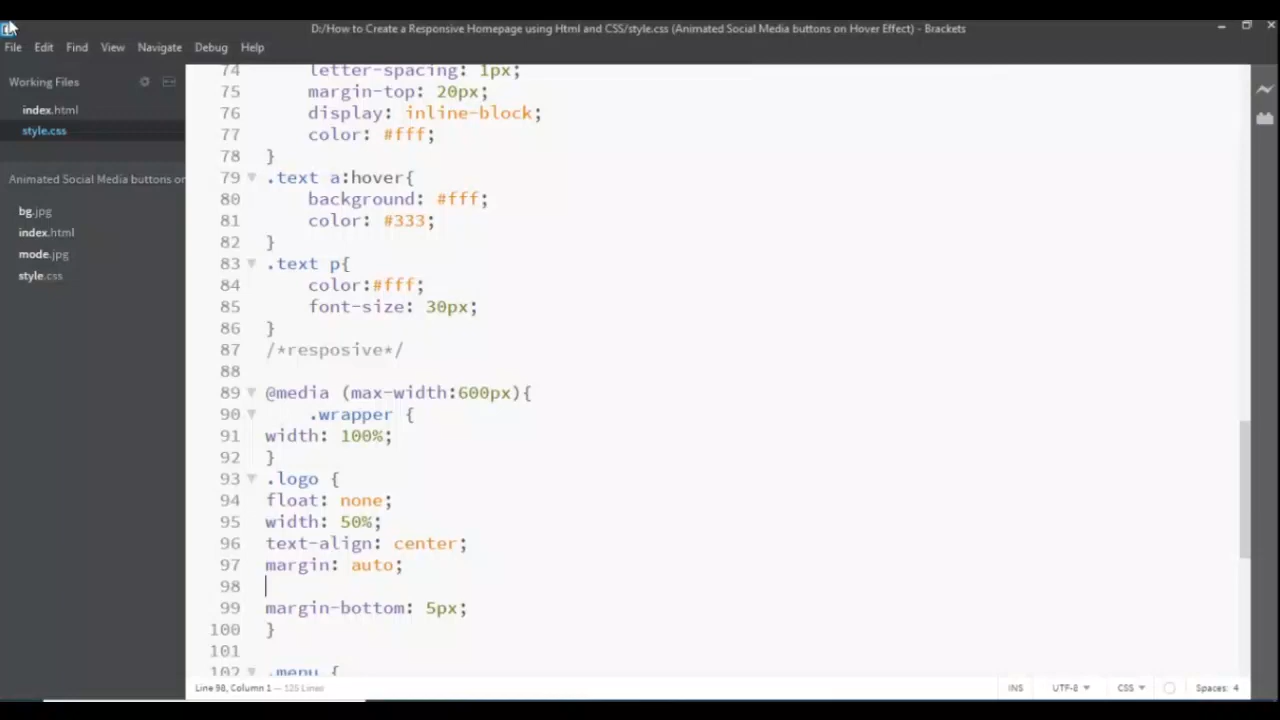 D:/How to Create a Responsive Homepage using Html and CSS/style.css (Animated Social Media buttons on Hover Effect) - Brackets
File Edit Find View Navigate Debug Help
Working Files
index.html
style.css
Animated Social Media buttons on
bg.jpg
index.html
mode.jpg
style.css
74 letter-spacing: 1px;
75 margin-top: 20px;
76 display: inline-block;
77 color: #fff;
78 }
79 .text a:hover{
80 background: #fff;
81 color: #333;
82 }
83 .text p{
84 color:#fff;
85 font-size: 30px;
86 }
87 /*resposive*/
88
89 @media (max-width:600px){
90 .wrapper {
91 width: 100%;
92 }
93 .logo {
94 float: none;
95 width: 50%;
96 text-align: center;
97 margin: auto;
98
99 margin-bottom: 5px;
100 }
101
102 .menu {
Line 98, Column 1 — 125 Lines
INS UTF-8 CSS Spaces: 4